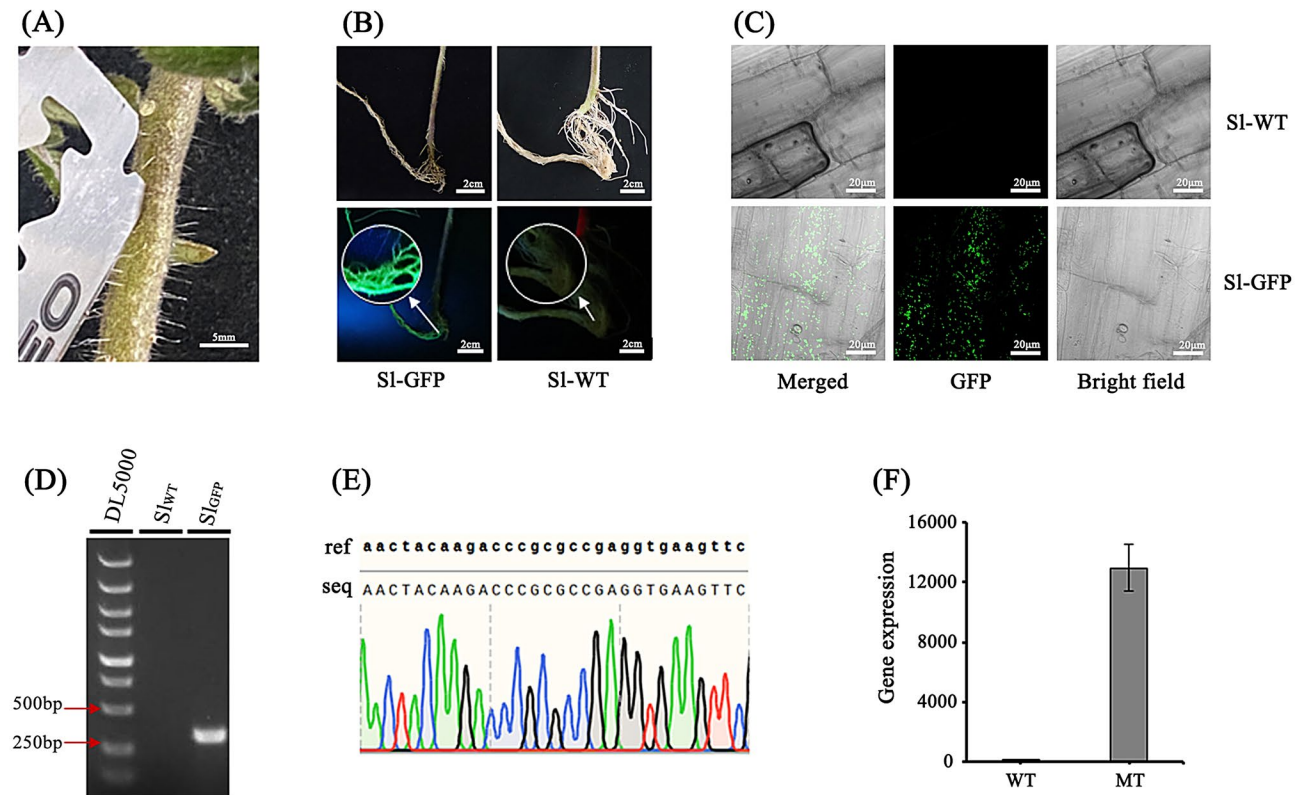 (A)
5mm
(B)
2cm
2cm
2cm
2cm
Sl-GFP
Sl-WT
(C)
20μm
20μm
20μm
Sl-WT
20μm
20μm
20μm
Sl-GFP
Merged
GFP
Bright field
(D)
DL5000
SlWT
SlGFP
500bp
250bp
(E)
ref
aactacaagacccgcgccgaggtgaagttc
seq
AACTACAAGACCCGCGCCGAGGTGAAGTTC
(F)
Gene expression
16000
12000
8000
4000
0
WT
MT